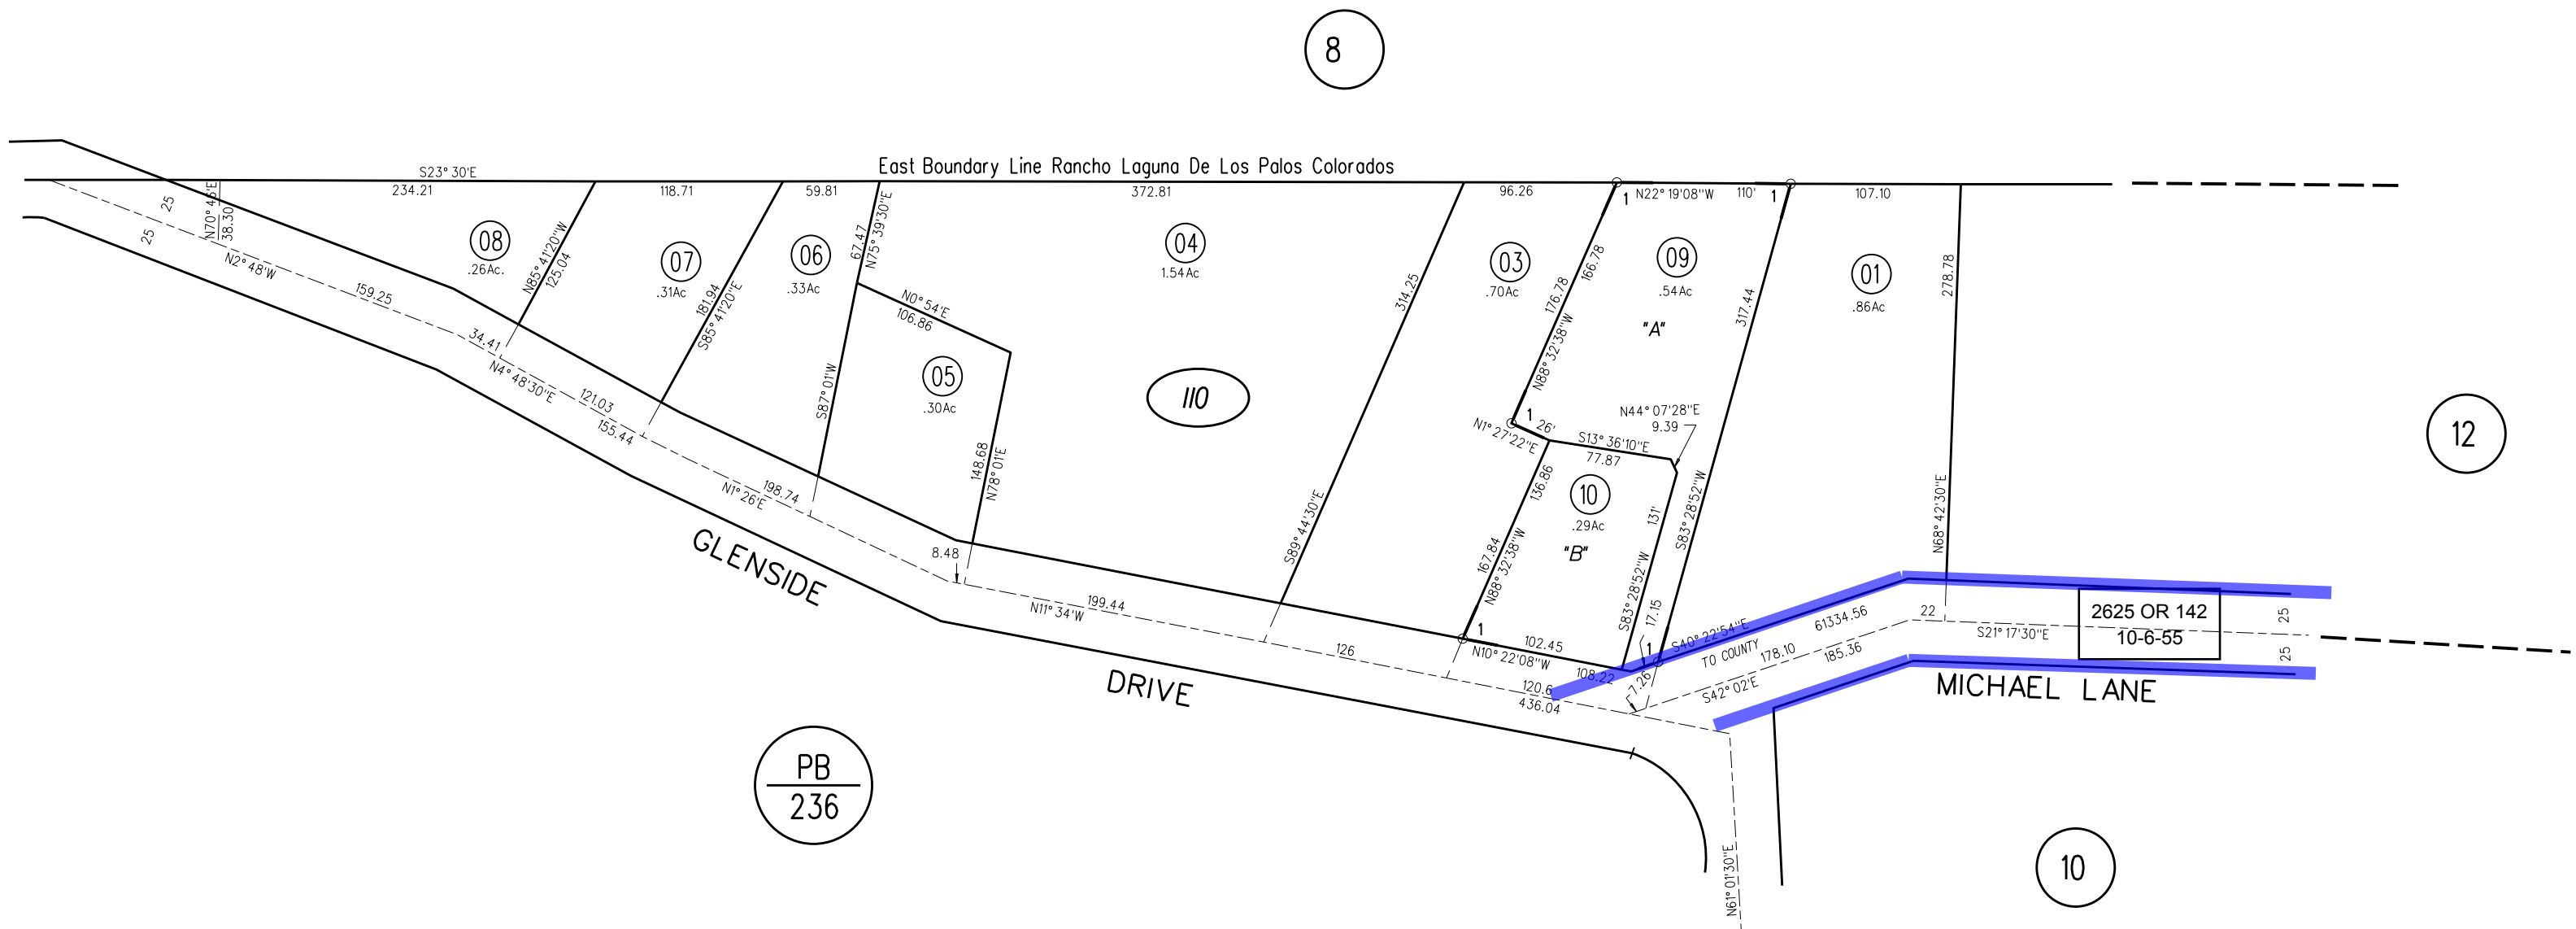 8
East Boundary Line Rancho Laguna De Los Palos Colorados
S23° 30'E
234.21
118.71
59.81
372.81
96.26
N22° 19'08"W
110'
107.10
1
1
25
25
N70° 46'E
38.30
N2° 48'W
159.25
08
.26Ac.
N85° 41'20"W
125.04
07
.31Ac
181.94
S85° 41'20"E
06
.33Ac
67.47
N75° 39'30"E
S87° 01'W
N0° 54'E
106.86
05
.30Ac
148.68
N78° 01'E
04
1.54Ac
110
314.25
S89° 44'30"E
03
.70Ac
176.78
166.78
N88° 32'38"W
09
.54Ac
"A"
317.44
S83° 28'52"W
01
.86Ac
278.78
N68° 42'30"E
12
1
26'
N1° 27'22"E
S13° 36'10"E
77.87
N44° 07'28"E
9.39
136.86
167.84
N88° 32'38"W
10
.29Ac
"B"
131'
S83° 28'52"W
17.15
34.41
N4° 48'30"E
121.03
155.44
198.74
N1° 26'E
8.48
199.44
N11° 34'W
126
1
102.45
N10° 22'08"W
108.22
120.6
436.04
1
7.26
S40° 22'54"E
TO COUNTY
61334.56
178.10
185.36
S42° 02'E
22
S21° 17'30"E
2625 OR 142
10-6-55
25
25
GLENSIDE
DRIVE
MICHAEL LANE
PB
236
N61° 01'30"E
10